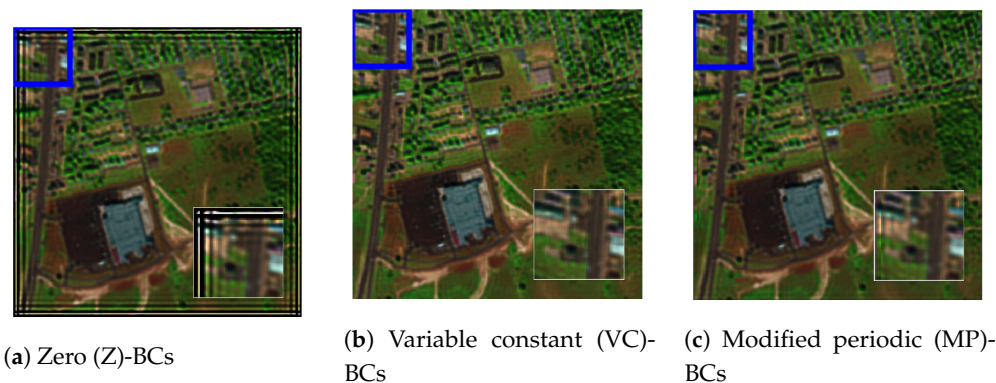 (a) Zero (Z)-BCs
(b) Variable constant (VC)-
BCs
(c) Modified periodic (MP)-
BCs